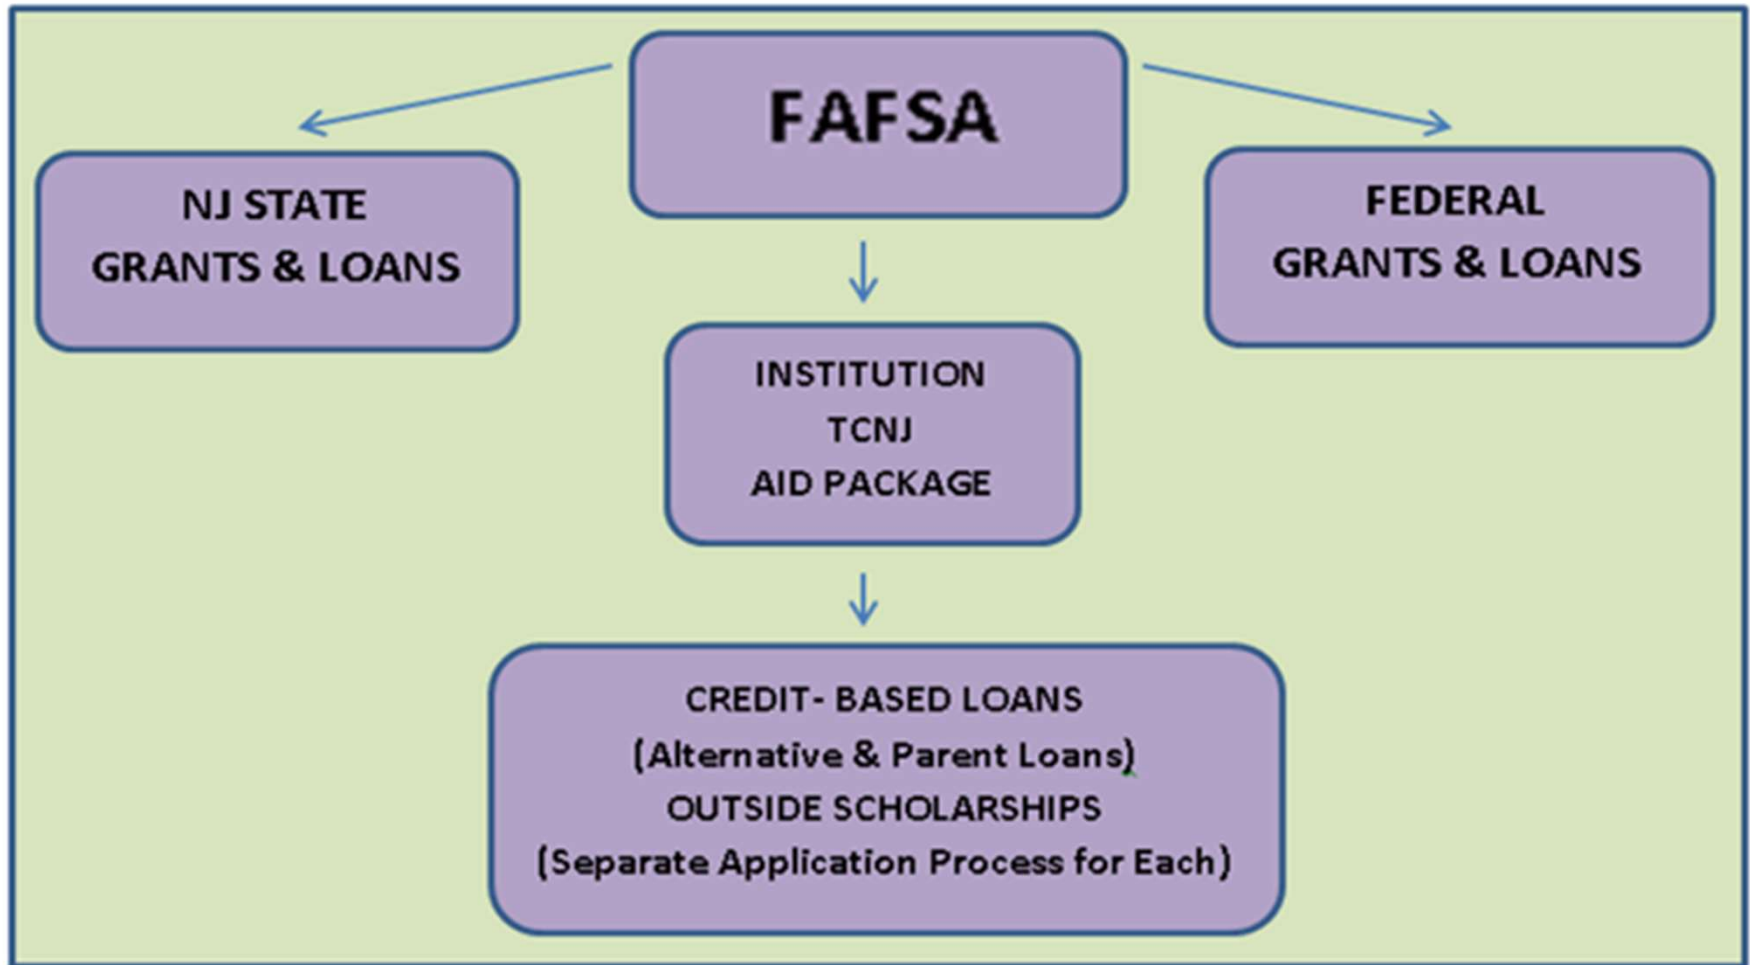 FAFSA
NJ STATE
GRANTS & LOANS
FEDERAL
GRANTS & LOANS
INSTITUTION
TCNJ
AID PACKAGE
CREDIT- BASED LOANS
(Alternative & Parent Loans)
OUTSIDE SCHOLARSHIPS
(Separate Application Process for Each)